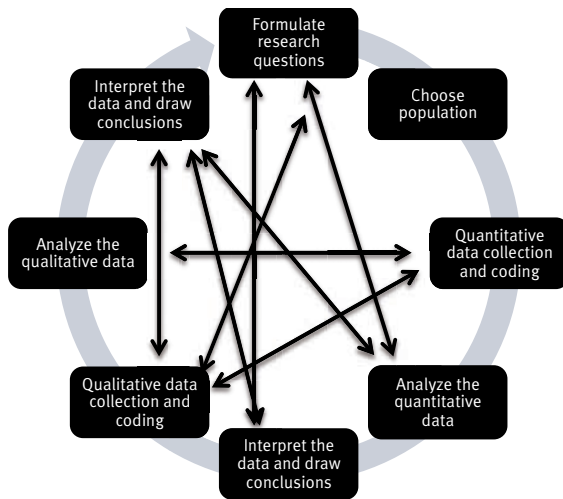 Formulate
research
questions
Choose
population
Quantitative
data collection
and coding
Analyze the
quantitative
data
Interpret the
data and draw
conclusions
Qualitative data
collection and
coding
Analyze the
qualitative data
Interpret the
data and draw
conclusions